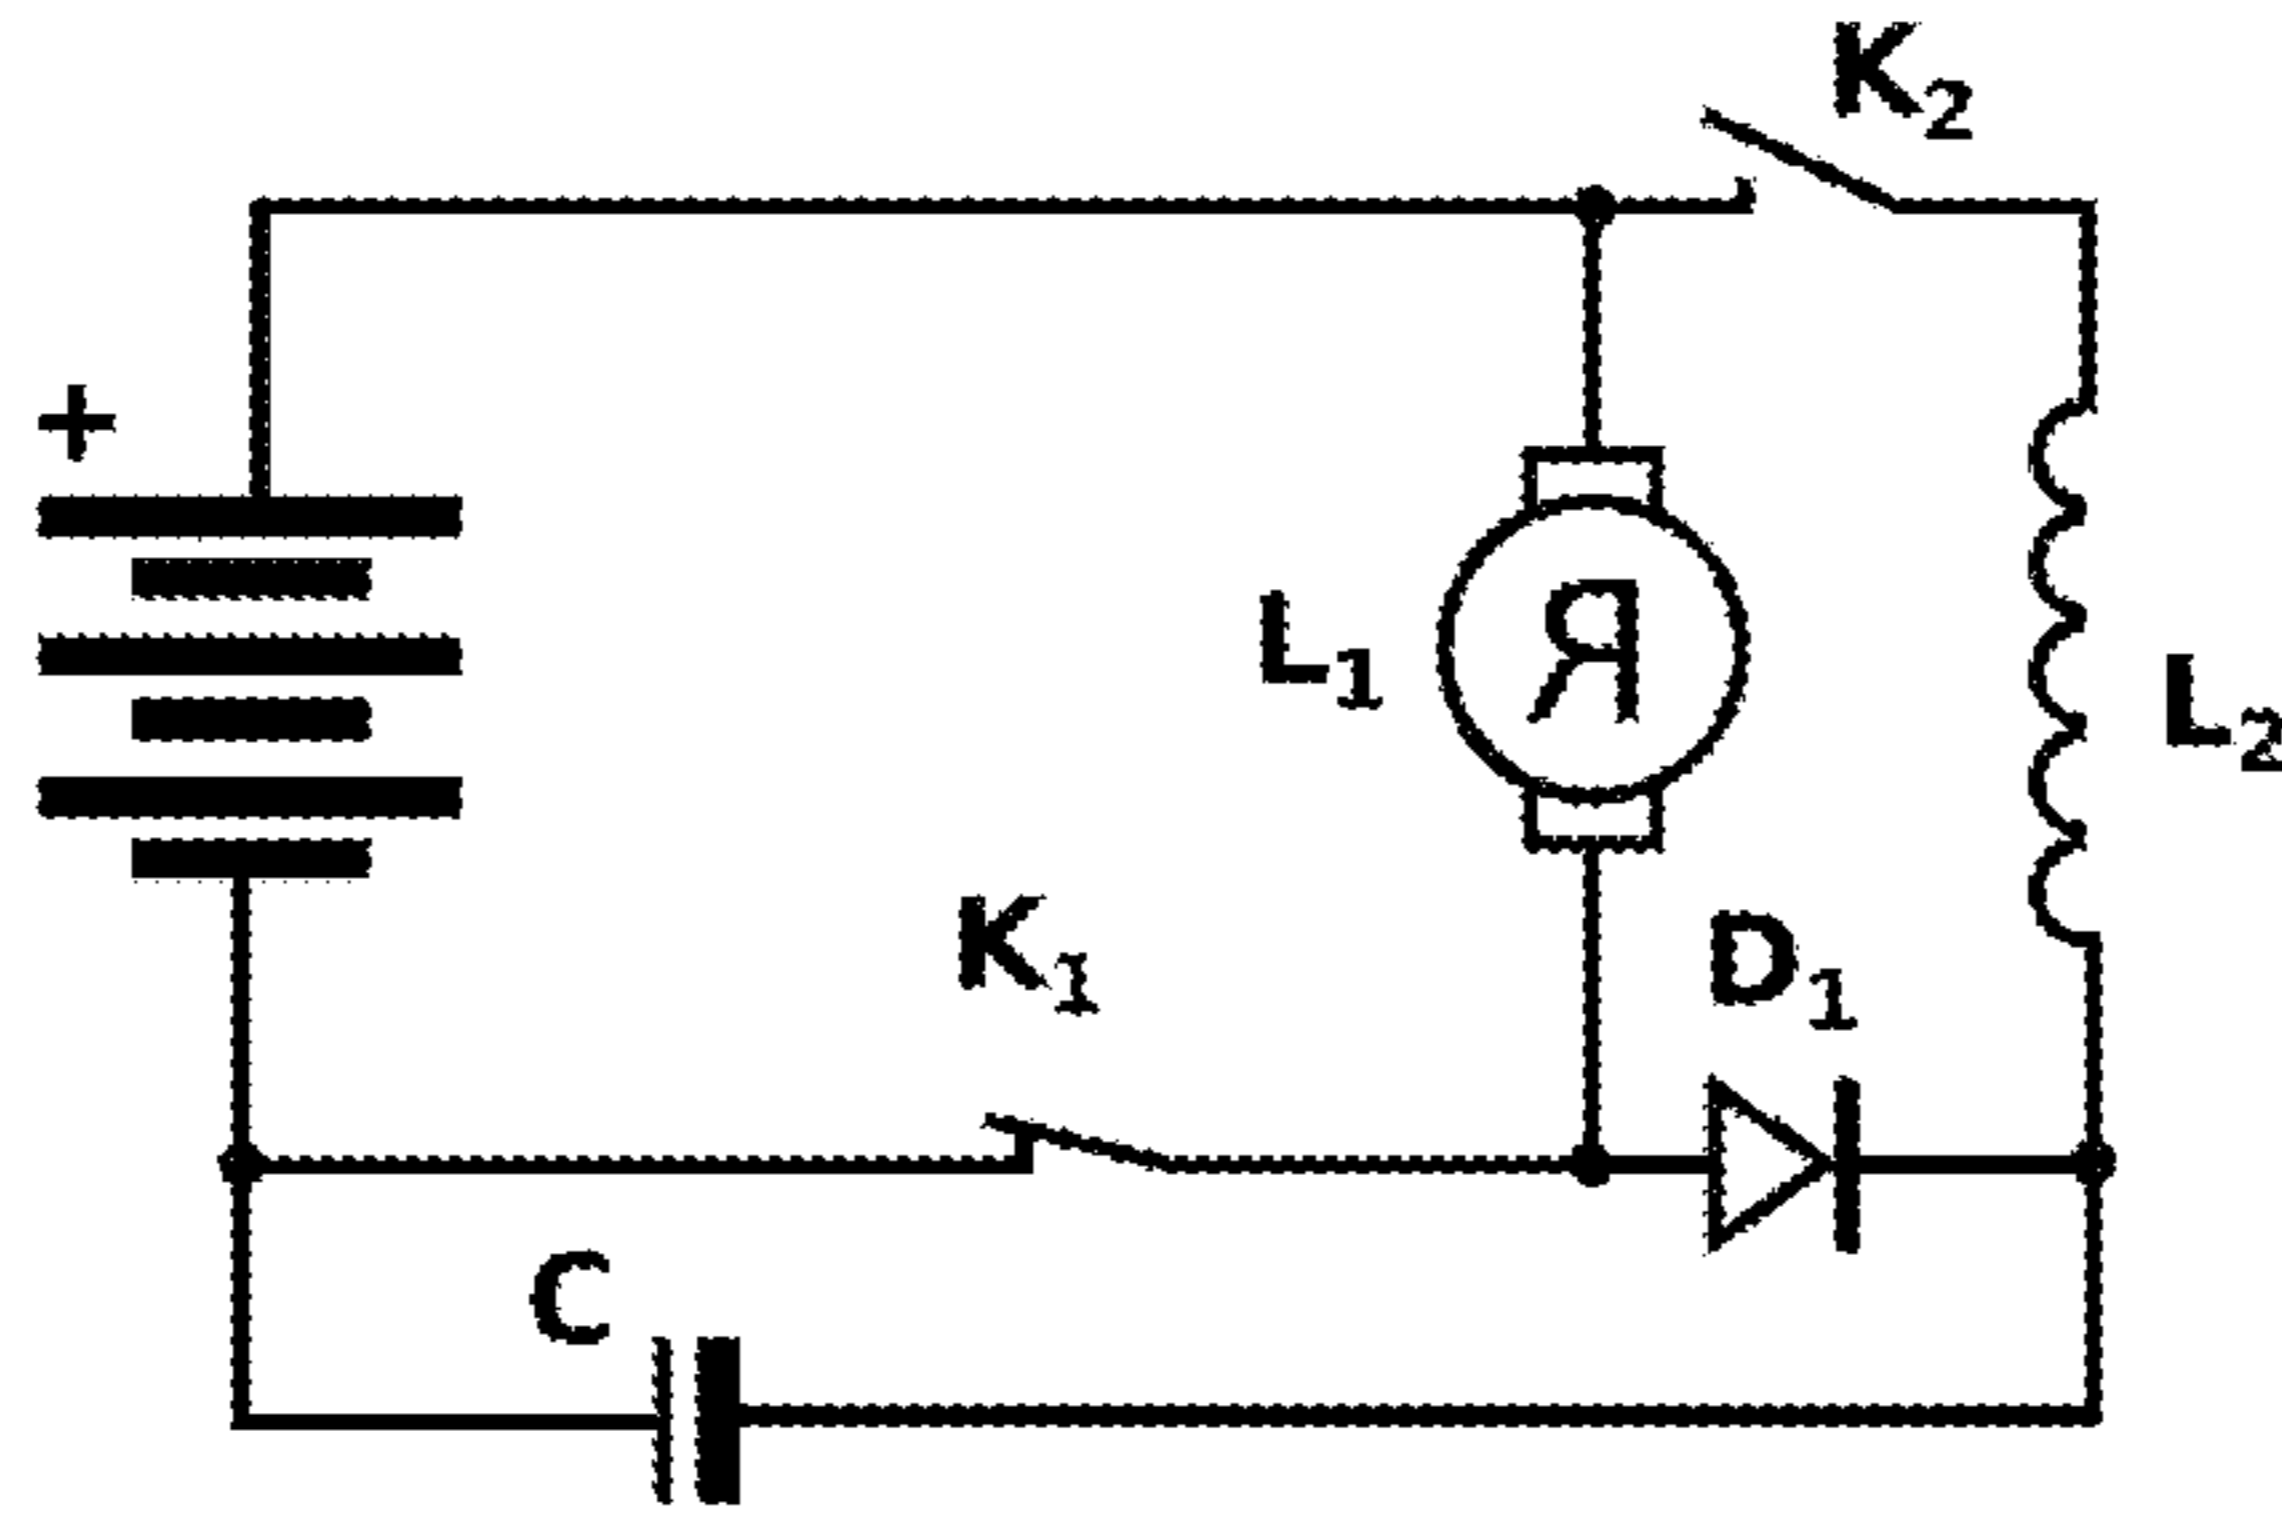 K₂
+
L₁
Я
L₂
K₁
D₁
C